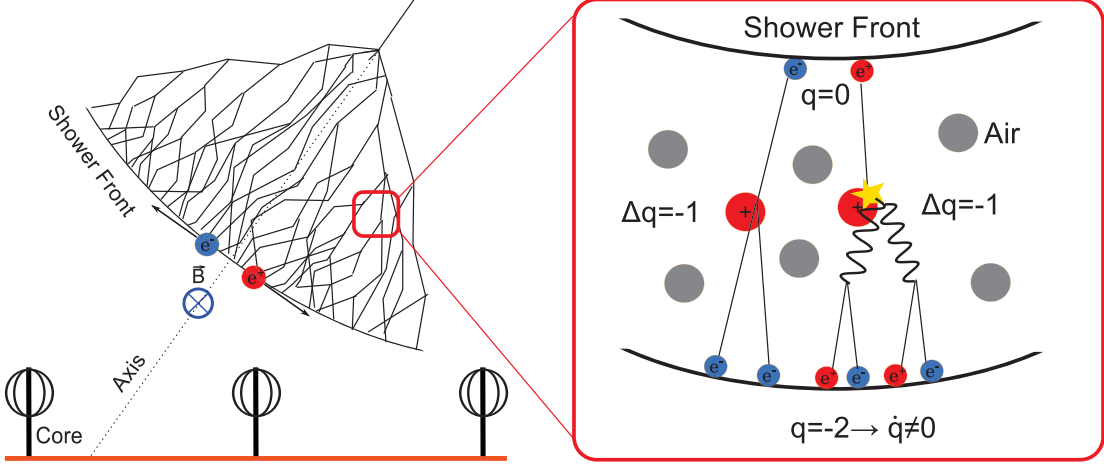 Shower Front
e⁻
B⃗
e⁺
Axis
Core
Shower Front
e⁻
e⁺
q=0
Air
+
+
Δq=-1
Δq=-1
e⁻
e⁻
e⁺
e⁻
e⁺
e⁻
q=-2→ q̇≠0